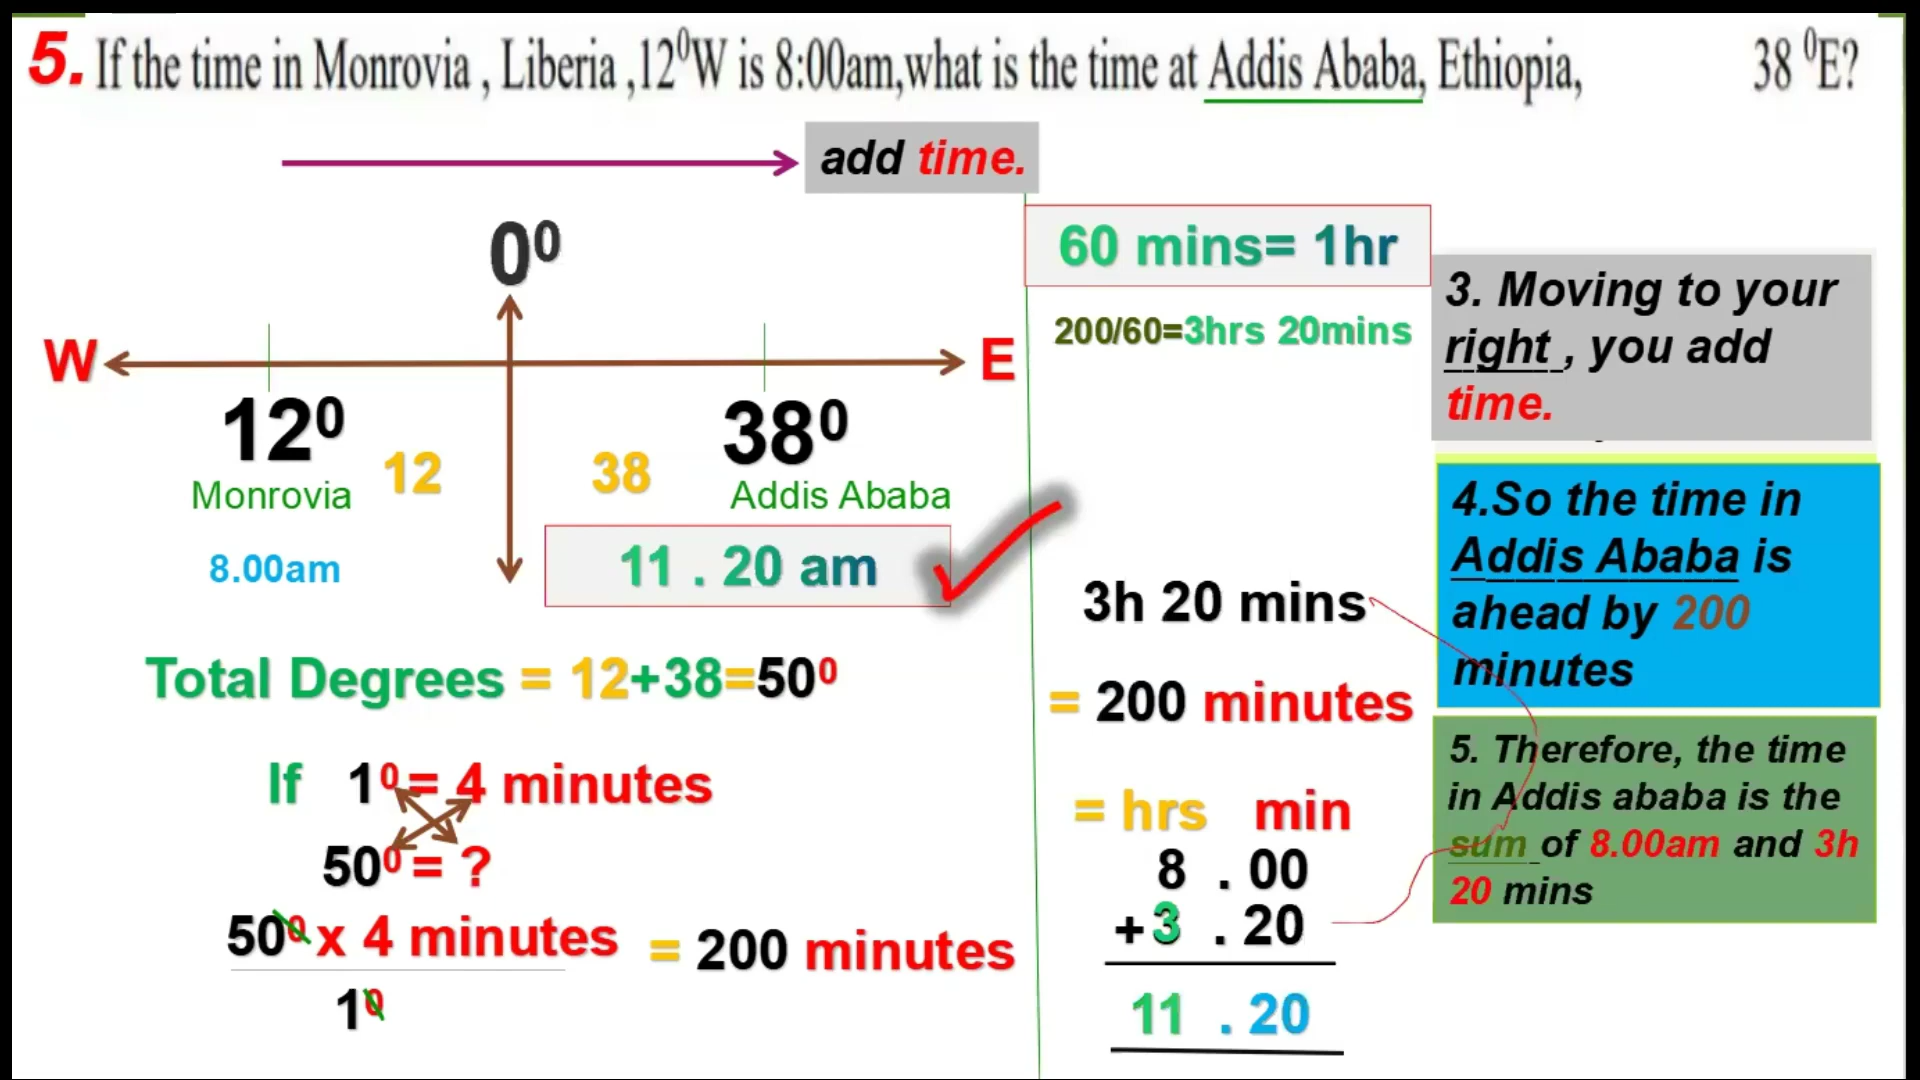 5. If the time in Monrovia , Liberia ,12⁰W is 8:00am,what is the time at Addis Ababa, Ethiopia, 38 ⁰E?
add time.
0⁰
W
E
12⁰
38⁰
12
38
Monrovia
Addis Ababa
8.00am
11 . 20 am
Total Degrees = 12+38=50⁰
If 1⁰= 4 minutes
50⁰ = ?
50⁰ x 4 minutes = 200 minutes
1⁰
60 mins= 1hr
200/60=3hrs 20mins
3h 20 mins
= 200 minutes
= hrs min
8 . 00
+3 . 20
11 . 20
3. Moving to your
right , you add
time.
4.So the time in
Addis Ababa is
ahead by 200
minutes
5. Therefore, the time
in Addis ababa is the
sum of 8.00am and 3h
20 mins